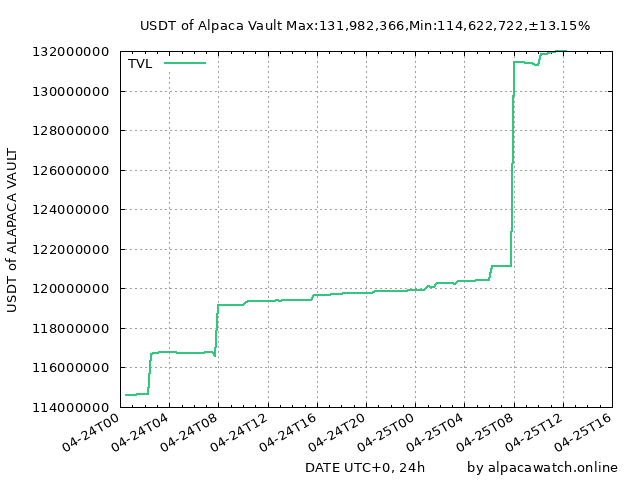 USDT of Alpaca Vault Max:131,982,366,Min:114,622,722,±13.15%
TVL
USDT of ALAPACA VAULT
132000000
130000000
128000000
126000000
124000000
122000000
120000000
118000000
116000000
114000000
04-24T00 04-24T04 04-24T08 04-24T12 04-24T16 04-24T20 04-25T00 04-25T04 04-25T08 04-25T12 04-25T16
DATE UTC+0, 24h by alpacawatch.online